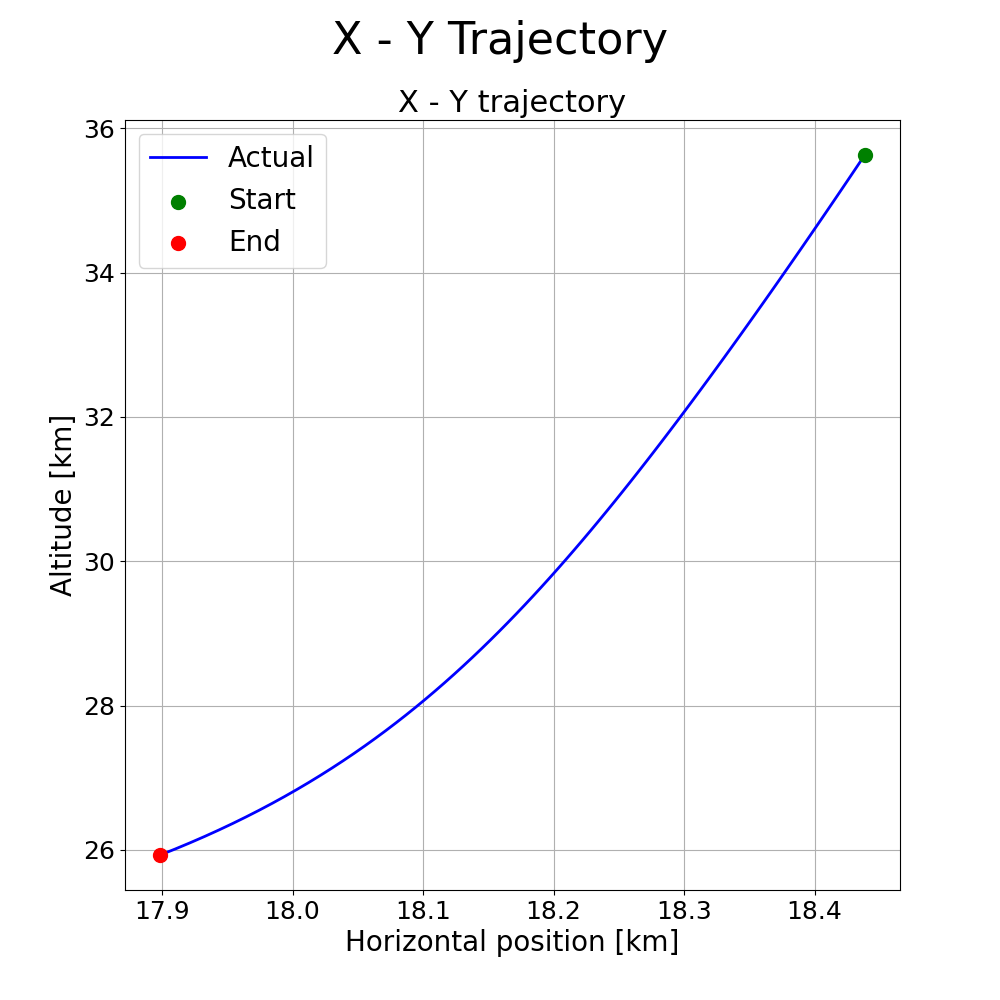 X - Y Trajectory
X - Y trajectory
Actual
Start
End
36
34
32
30
28
26
Altitude [km]
17.9 18.0 18.1 18.2 18.3 18.4
Horizontal position [km]